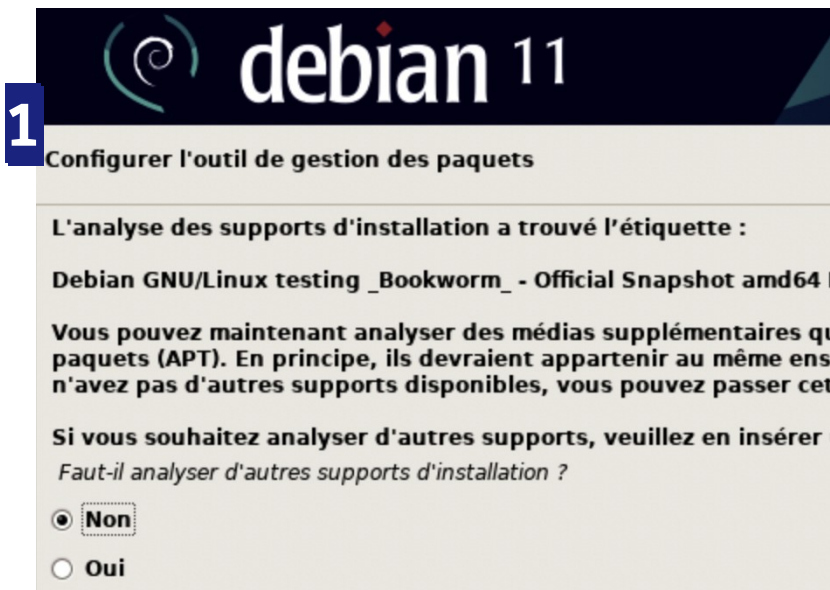 debian 11
1
Configurer l'outil de gestion des paquets
L'analyse des supports d'installation a trouvé l’étiquette :
Debian GNU/Linux testing _Bookworm_ - Official Snapshot amd64
Vous pouvez maintenant analyser des médias supplémentaires
paquets (APT). En principe, ils devraient appartenir au même
n'avez pas d'autres supports disponibles, vous pouvez passer
Si vous souhaitez analyser d'autres supports, veuillez en insérer
Faut-il analyser d'autres supports d'installation ?
Non
Oui